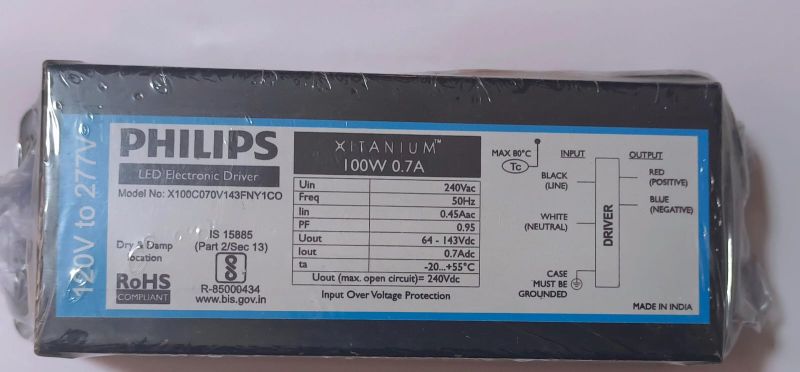 120V to 277V
PHILIPS
LED Electronic Driver
Model No: X100C070V143FNY1CO
Dry & Damp
location
RoHS
COMPLIANT
IS 15885
(Part 2/Sec 13)
R-85000434
www.bis.gov.in
XITANIUM™
100W 0.7A
Uin 240Vac
Freq 50Hz
Iin 0.45Aac
PF 0.95
Uout 64 - 143Vdc
Iout 0.7Adc
ta -20...+55°C
Uout (max. open circuit)= 240Vdc
Input Over Voltage Protection
MAX 80°C
Tc
INPUT
OUTPUT
BLACK
(LINE)
WHITE
(NEUTRAL)
CASE
MUST BE
GROUNDED
DRIVER
RED
(POSITIVE)
BLUE
(NEGATIVE)
MADE IN INDIA